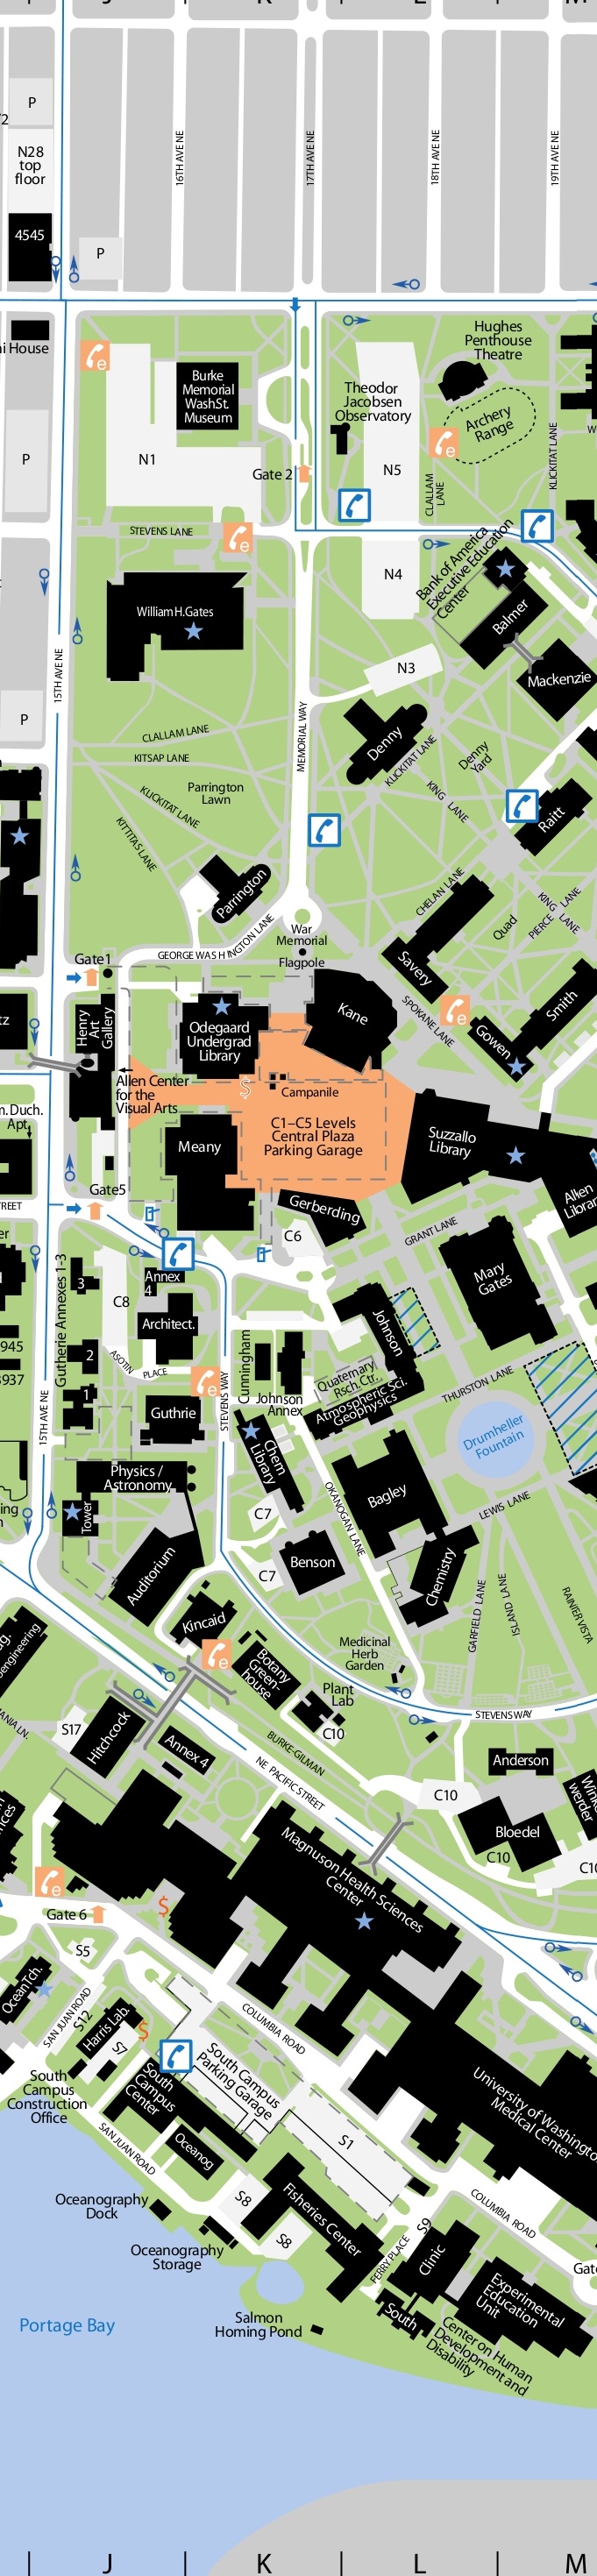 J
K
L
M
P
16TH AVE NE
17TH AVE NE
18TH AVE NE
19TH AVE NE
N28
top
floor
4545
P
Hughes
Penthouse
Theatre
Burke
Memorial
WashSt.
Museum
Theodor
Jacobsen
Observatory
Archery
Range
KLICKITAT LANE
P
N1
Gate 2
N5
CLALLAM
LANE
STEVENS LANE
N4
Bank of America
Executive Education
Center
William H.Gates
Balmer
15TH AVE NE
N3
Mackenzie
P
MEMORIAL WAY
CLALLAM LANE
KITSAP LANE
Denny
KLICKITAT LANE
Denny
Yard
KLICKITAT LANE
Parrington
Lawn
KING LANE
KITTITAS LANE
Raitt
Parrington
CHELAN LANE
KING LANE
PIERCE LANE
Quad
GEORGE WASHINGTON LANE
War
Memorial
Flagpole
Gate1
Savery
Henry
Art
Gallery
Odegaard
Undergrad
Library
Kane
SPOKANE LANE
Gowen
Smith
Allen Center
for the
Visual Arts
$
Campanile
C1–C5 Levels
Central Plaza
Parking Garage
Meany
Suzzallo
Library
Gate5
Gerberding
C6
GRANT LANE
Gutherie Annexes 1-3
3
Annex
4
C8
Architect.
Mary
Gates
Johnson
2
ASOTIN
PLACE
Cunningham
Quaternary
Rsch.Ctr.
1
Johnson
Annex
Atmospheric Sci.
Geophysics
THURSTON LANE
15TH AVE NE
STEVENS WAY
Guthrie
Drumheller
Fountain
Chem
Library
Physics /
Astronomy
OKANOGAN LANE
Bagley
Tower
C7
LEWIS LANE
Auditorium
C7
Benson
Chemistry
GARFIELD LANE
ISLAND LANE
RAINIER VISTA
Kincaid
Medicinal
Herb
Garden
Botany
Green-
house
Plant
Lab
C10
STEVENS WAY
S17
Hitchcock
Annex 4
BURKE-GILMAN
NE PACIFIC STREET
Anderson
C10
Bloedel
C10
Magnuson Health Sciences
Center
$
Gate 6
S5
SAN JUAN ROAD
S12
Harris Lab.
S7
$
COLUMBIA ROAD
South Campus
Parking Garage
South
Campus
Construction
Office
South
Campus
Center
University of Washington
Medical Center
S1
Oceanog
SAN JUAN ROAD
Oceanography
Dock
S8
Fisheries Center
S9
COLUMBIA ROAD
Oceanography
Storage
S8
FERRY PLACE
Clinic
Experimental
Education
Unit
Portage Bay
Salmon
Homing Pond
South
Center on Human
Development and
Disability
J
K
L
M